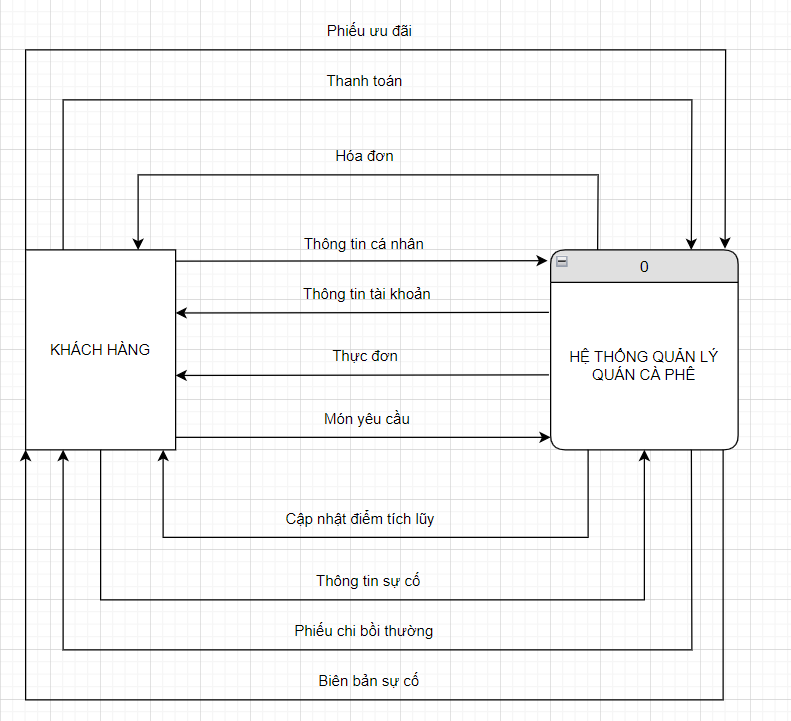 Phiếu ưu đãi
Thanh toán
Hóa đơn
Thông tin cá nhân
0
Thông tin tài khoản
KHÁCH HÀNG
Thực đơn
HỆ THỐNG QUẢN LÝ
QUÁN CÀ PHÊ
Món yêu cầu
Cập nhật điểm tích lũy
Thông tin sự cố
Phiếu chi bồi thường
Biên bản sự cố